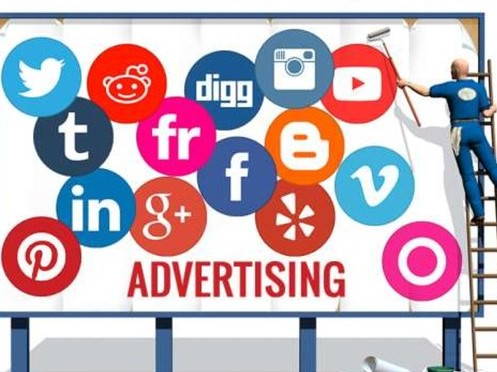 digg
t
fr
f
in
g+
ADVERTISING